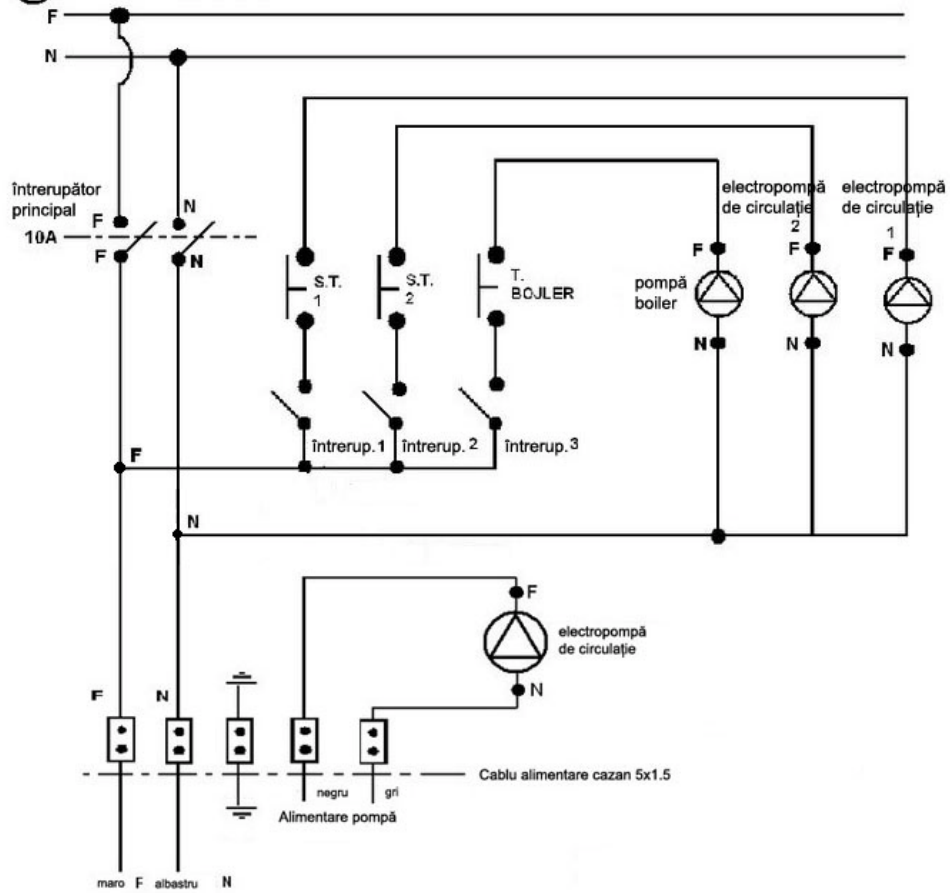 F
N
întrerupător
principal
10A
F
N
F
N
S.T.
1
S.T.
2
T.
BOJLER
electropompă
de circulație
2
electropompă
de circulație
1
F
F
F
pompă
boiler
N
N
N
întrerup.1
întrerup.2
întrerup.3
F
N
F
electropompă
de circulație
N
F
N
Cablu alimentare cazan 5x1.5
negru
gri
Alimentare pompă
maro F albastru N